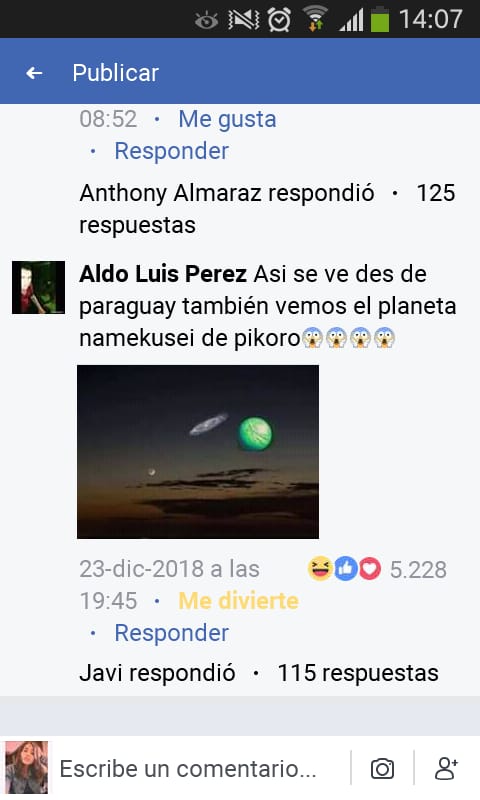 14:07
Publicar
08:52 · Me gusta
· Responder
Anthony Almaraz respondió · 125
respuestas
Aldo Luis Perez Asi se ve des de
paraguay también vemos el planeta
namekusei de pikoro😱😱😱😱
23-dic-2018 a las
5.228
19:45 · Me divierte
· Responder
Javi respondió · 115 respuestas
Escribe un comentario...